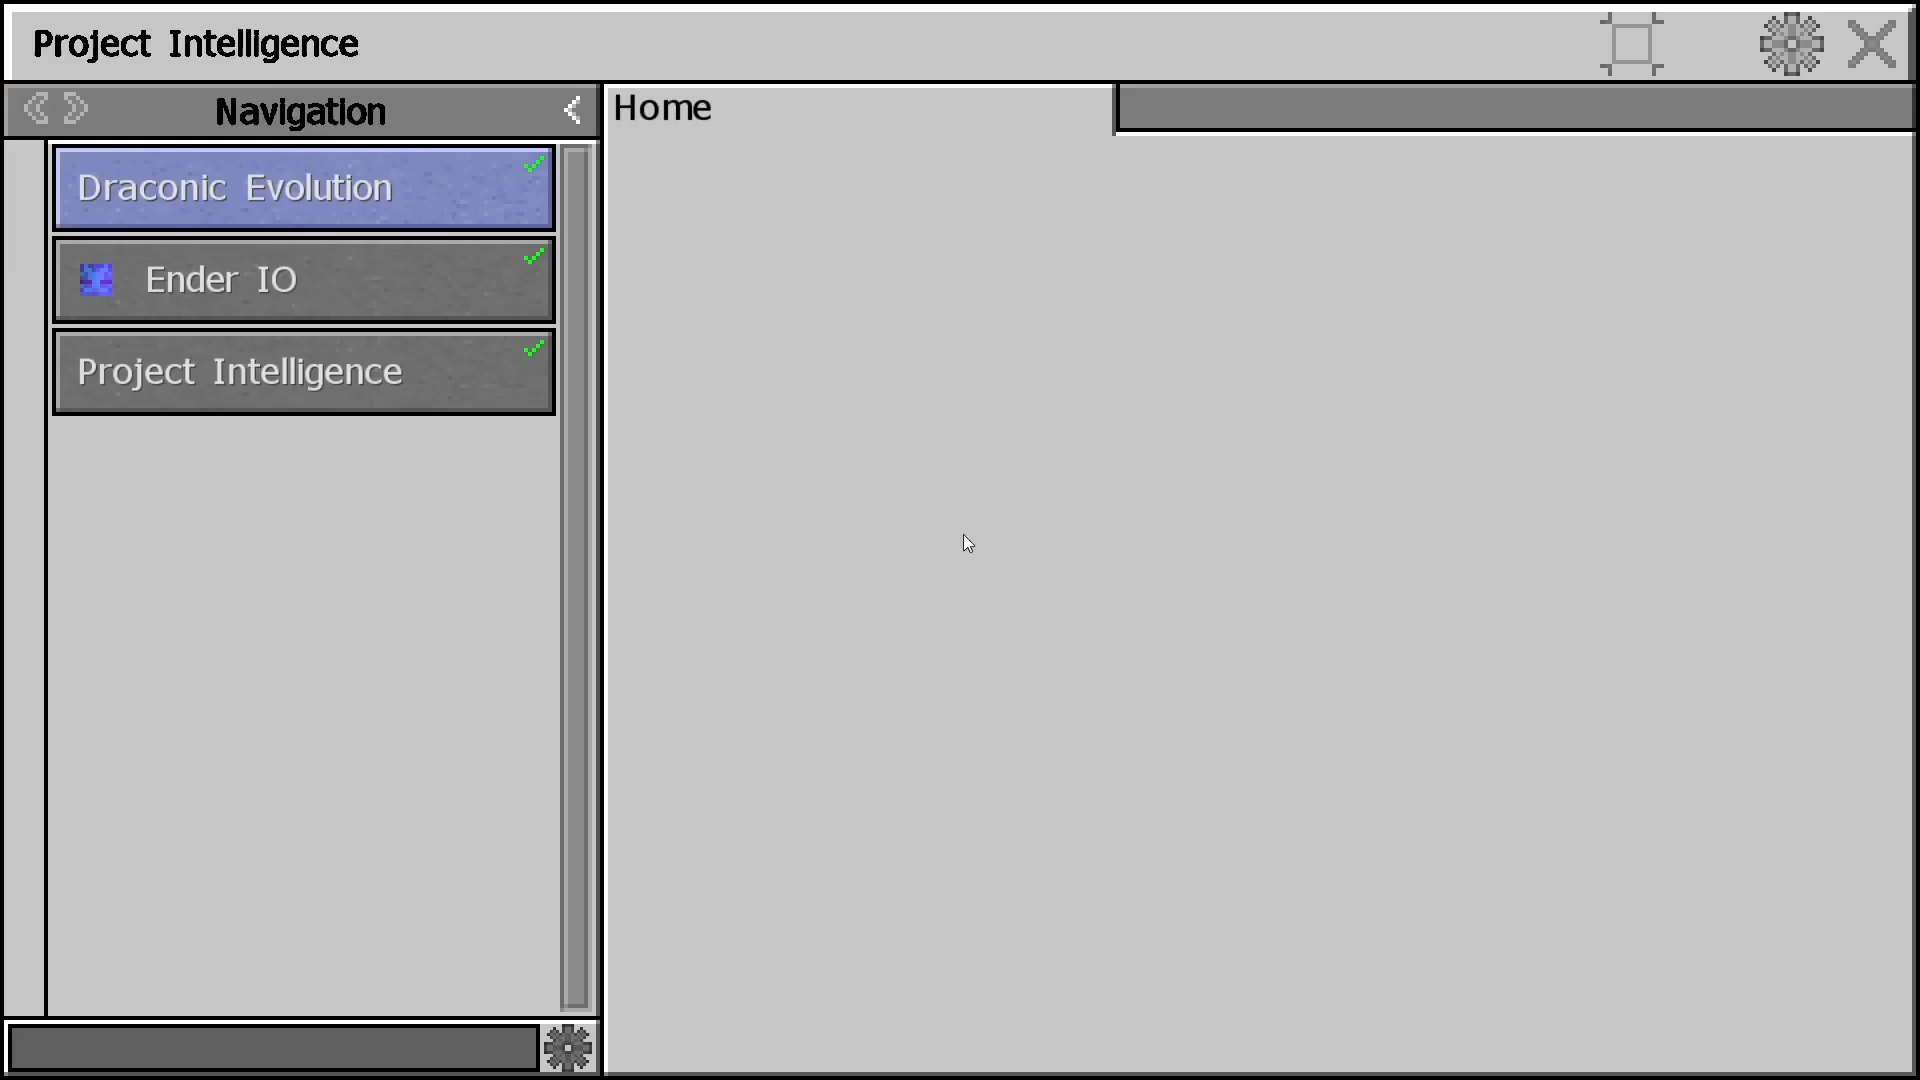 Project Intelligence
Navigation
Home
Draconic Evolution
Ender IO
Project Intelligence